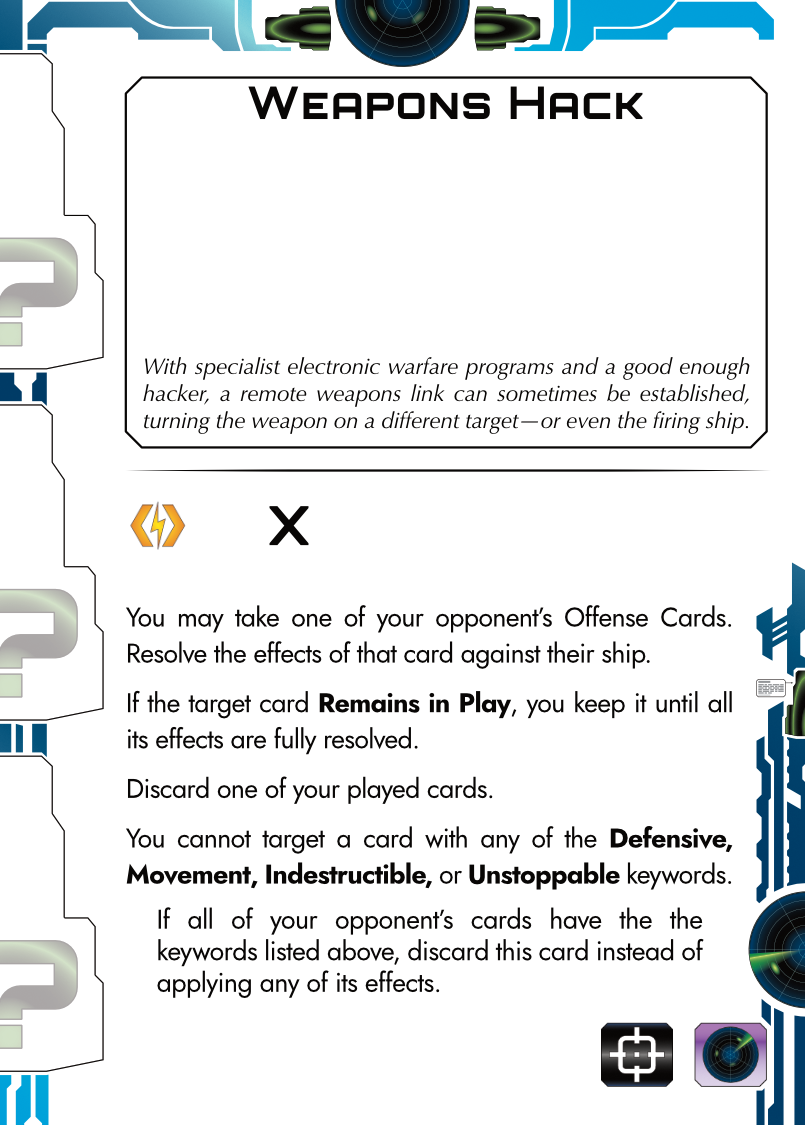 WEAPONS HACK
With specialist electronic warfare programs and a good enough
hacker, a remote weapons link can sometimes be established,
turning the weapon on a different target—or even the firing ship.
X
You may take one of your opponent's Offense Cards.
Resolve the effects of that card against their ship.
If the target card Remains in Play, you keep it until all
its effects are fully resolved.
Discard one of your played cards.
You cannot target a card with any of the Defensive,
Movement, Indestructible, or Unstoppable keywords.
If all of your opponent's cards have the the
keywords listed above, discard this card instead of
applying any of its effects.
?
?
?